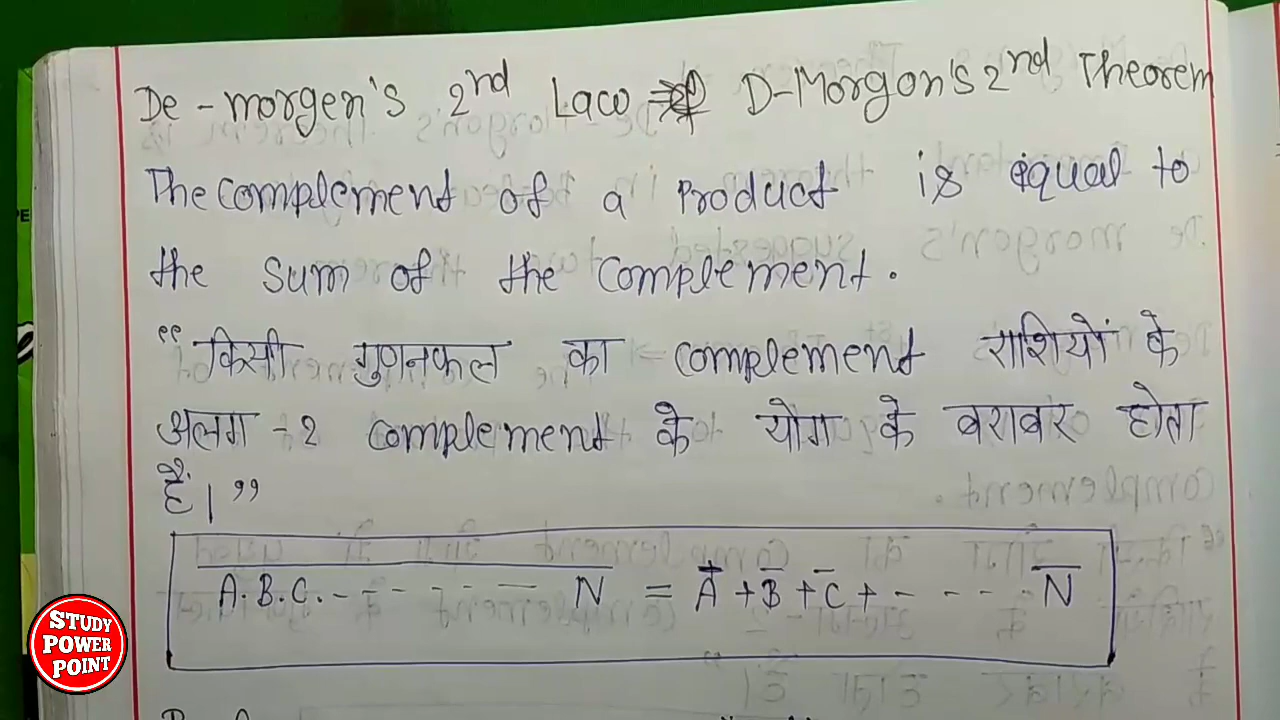 De-morgen's 2nd Law ⇒ D-Morgon's 2nd Theorem
The complement of a Product is equal to
the sum of the complement.
“किसी गुणनफल का complement राशियों के
अलग -२ complement के योग के बराबर होता
हैं।”
A̅.̅B̅.̅C̅.̅ ̅-̅ ̅-̅ ̅-̅ ̅-̅ ̅-̅ ̅-̅ ̅N̅ = A̅ + B̅ + C̅ + - - - - N̅
STUDY
POWER
POINT